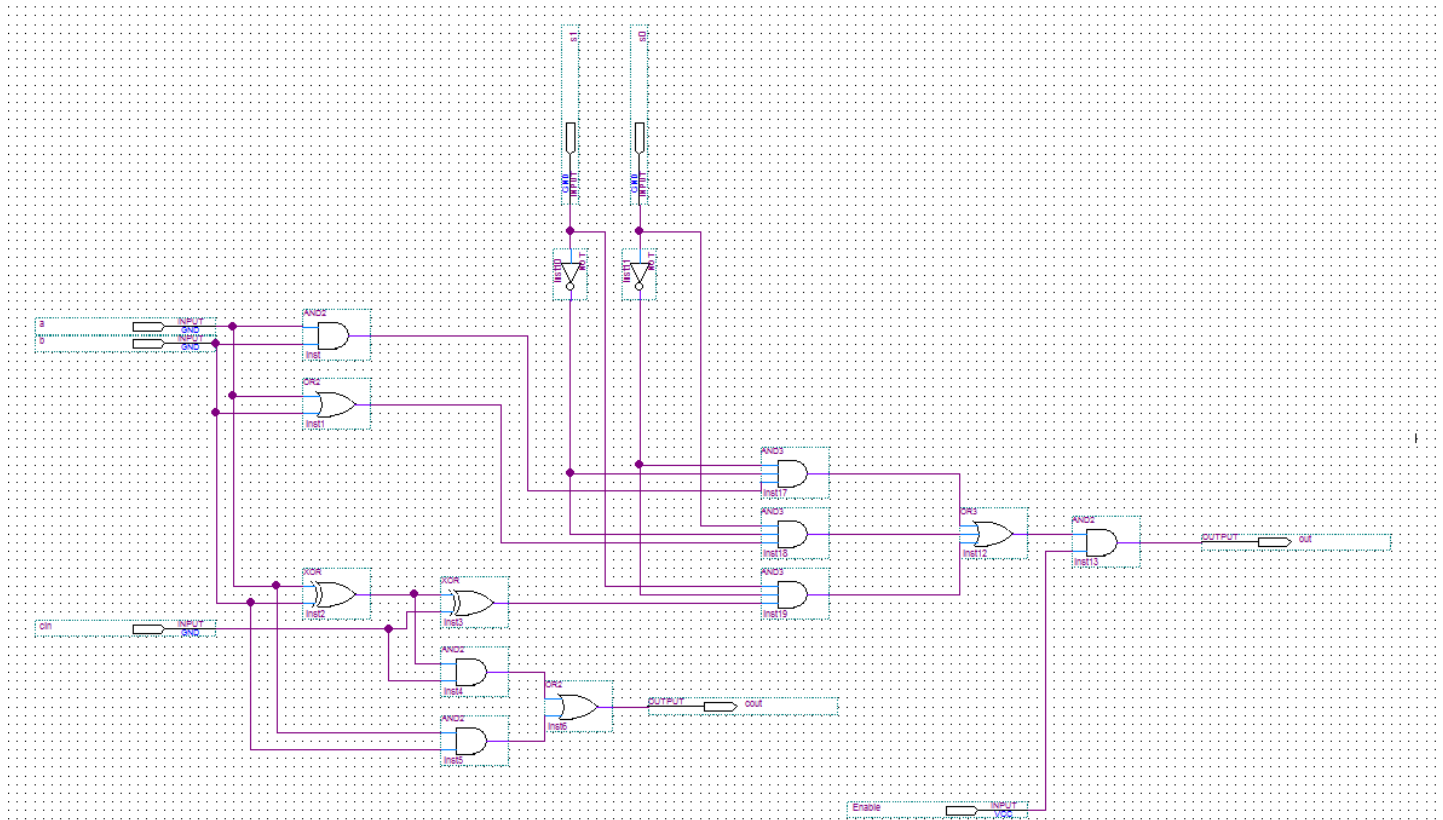 s1
s0
GND
INPUT
GND
INPUT
inst10
NOT
inst11
NOT
a
INPUT
GND
b
INPUT
GND
AND2
inst
OR2
inst1
AND3
inst17
AND3
inst18
OR3
inst12
AND2
inst13
OUTPUT
out
XOR
inst2
XOR
inst3
AND3
inst19
cin
INPUT
GND
AND2
inst4
OR2
inst6
OUTPUT
cout
AND2
inst5
Enable
INPUT
VCC